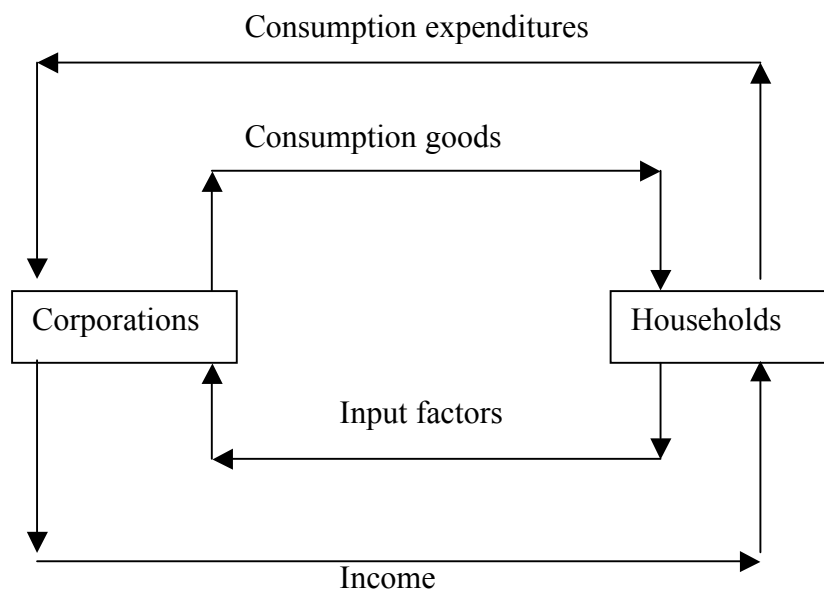 Consumption expenditures
Consumption goods
Corporations
Households
Input factors
Income